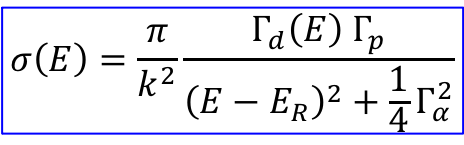 σ(E) = π/k² Γ_d(E) Γ_p / ((E − E_R)² + 1/4 Γ_α²)